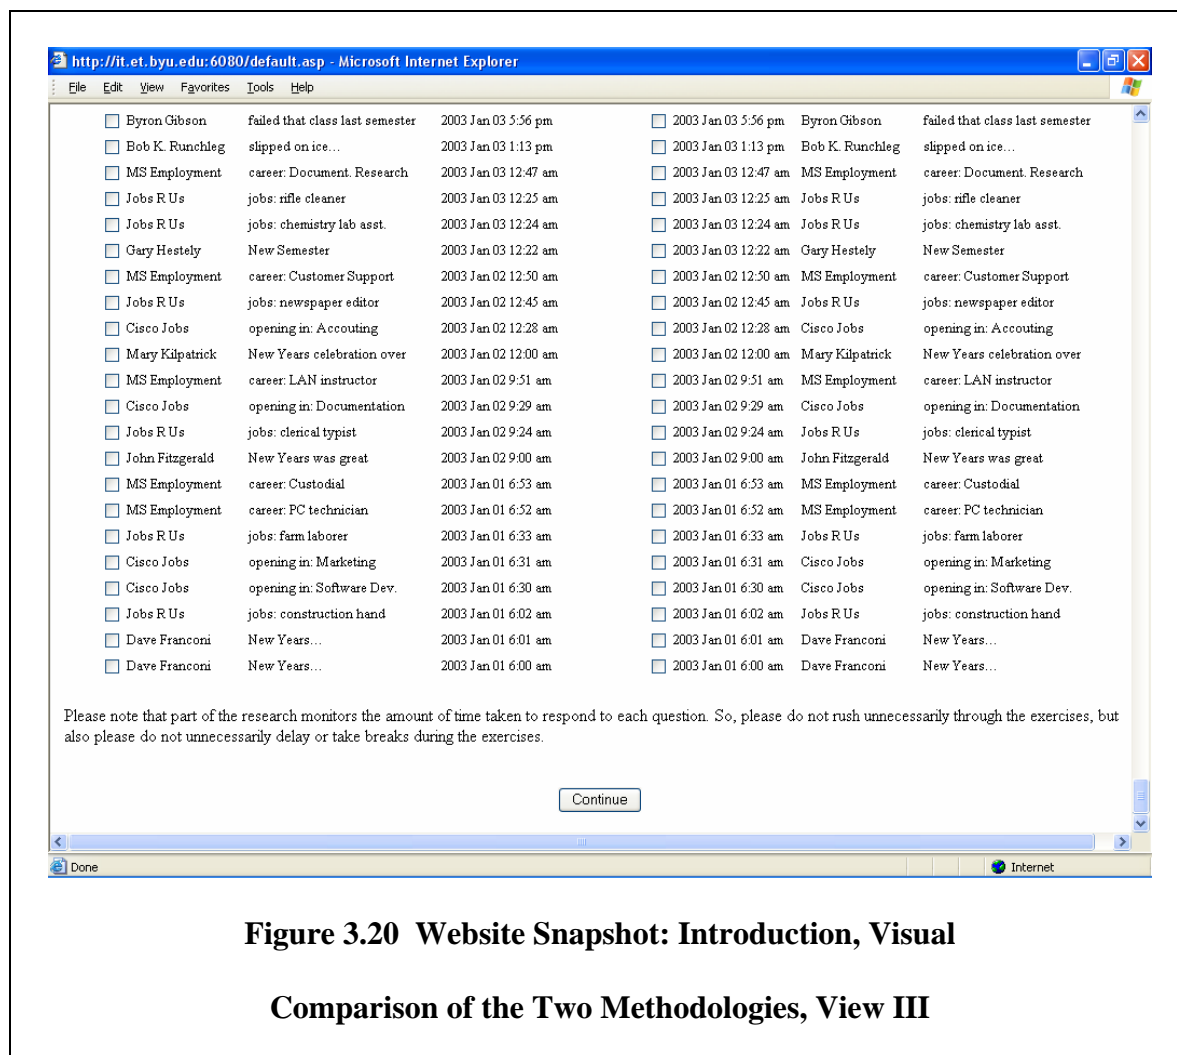 http://it.et.byu.edu:6080/default.asp - Microsoft Internet Explorer
File Edit View Favorites Tools Help
Byron Gibson failed that class last semester 2003 Jan 03 5:56 pm 2003 Jan 03 5:56 pm Byron Gibson failed that class last semester
Bob K. Runchleg slipped on ice... 2003 Jan 03 1:13 pm 2003 Jan 03 1:13 pm Bob K. Runchleg slipped on ice...
MS Employment career: Document. Research 2003 Jan 03 12:47 am 2003 Jan 03 12:47 am MS Employment career: Document. Research
Jobs R Us jobs: rifle cleaner 2003 Jan 03 12:25 am 2003 Jan 03 12:25 am Jobs R Us jobs: rifle cleaner
Jobs R Us jobs: chemistry lab asst. 2003 Jan 03 12:24 am 2003 Jan 03 12:24 am Jobs R Us jobs: chemistry lab asst.
Gary Hestely New Semester 2003 Jan 03 12:22 am 2003 Jan 03 12:22 am Gary Hestely New Semester
MS Employment career: Customer Support 2003 Jan 02 12:50 am 2003 Jan 02 12:50 am MS Employment career: Customer Support
Jobs R Us jobs: newspaper editor 2003 Jan 02 12:45 am 2003 Jan 02 12:45 am Jobs R Us jobs: newspaper editor
Cisco Jobs opening in: Accouting 2003 Jan 02 12:28 am 2003 Jan 02 12:28 am Cisco Jobs opening in: Accouting
Mary Kilpatrick New Years celebration over 2003 Jan 02 12:00 am 2003 Jan 02 12:00 am Mary Kilpatrick New Years celebration over
MS Employment career: LAN instructor 2003 Jan 02 9:51 am 2003 Jan 02 9:51 am MS Employment career: LAN instructor
Cisco Jobs opening in: Documentation 2003 Jan 02 9:29 am 2003 Jan 02 9:29 am Cisco Jobs opening in: Documentation
Jobs R Us jobs: clerical typist 2003 Jan 02 9:24 am 2003 Jan 02 9:24 am Jobs R Us jobs: clerical typist
John Fitzgerald New Years was great 2003 Jan 02 9:00 am 2003 Jan 02 9:00 am John Fitzgerald New Years was great
MS Employment career: Custodial 2003 Jan 01 6:53 am 2003 Jan 01 6:53 am MS Employment career: Custodial
MS Employment career: PC technician 2003 Jan 01 6:52 am 2003 Jan 01 6:52 am MS Employment career: PC technician
Jobs R Us jobs: farm laborer 2003 Jan 01 6:33 am 2003 Jan 01 6:33 am Jobs R Us jobs: farm laborer
Cisco Jobs opening in: Marketing 2003 Jan 01 6:31 am 2003 Jan 01 6:31 am Cisco Jobs opening in: Marketing
Cisco Jobs opening in: Software Dev. 2003 Jan 01 6:30 am 2003 Jan 01 6:30 am Cisco Jobs opening in: Software Dev.
Jobs R Us jobs: construction hand 2003 Jan 01 6:02 am 2003 Jan 01 6:02 am Jobs R Us jobs: construction hand
Dave Franconi New Years... 2003 Jan 01 6:01 am 2003 Jan 01 6:01 am Dave Franconi New Years...
Dave Franconi New Years... 2003 Jan 01 6:00 am 2003 Jan 01 6:00 am Dave Franconi New Years...
Please note that part of the research monitors the amount of time taken to respond to each question. So, please do not rush unnecessarily through the exercises, but
also please do not unnecessarily delay or take breaks during the exercises.
Continue
Done Internet
Figure 3.20 Website Snapshot: Introduction, Visual
Comparison of the Two Methodologies, View III